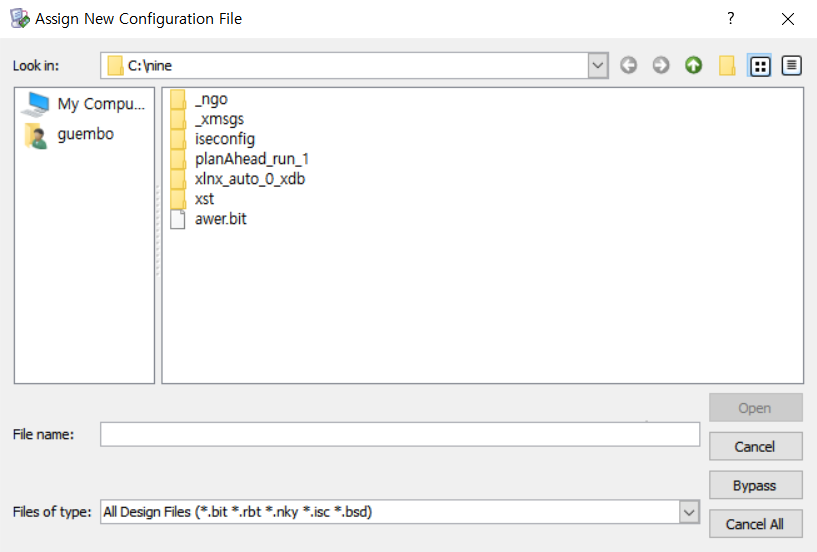 Assign New Configuration File
?
Look in:
C:\nine
My Compu...
guembo
_ngo
_xmsgs
iseconfig
planAhead_run_1
xlnx_auto_0_xdb
xst
awer.bit
Open
File name:
Cancel
Bypass
Files of type:
All Design Files (*.bit *.rbt *.nky *.isc *.bsd)
Cancel All